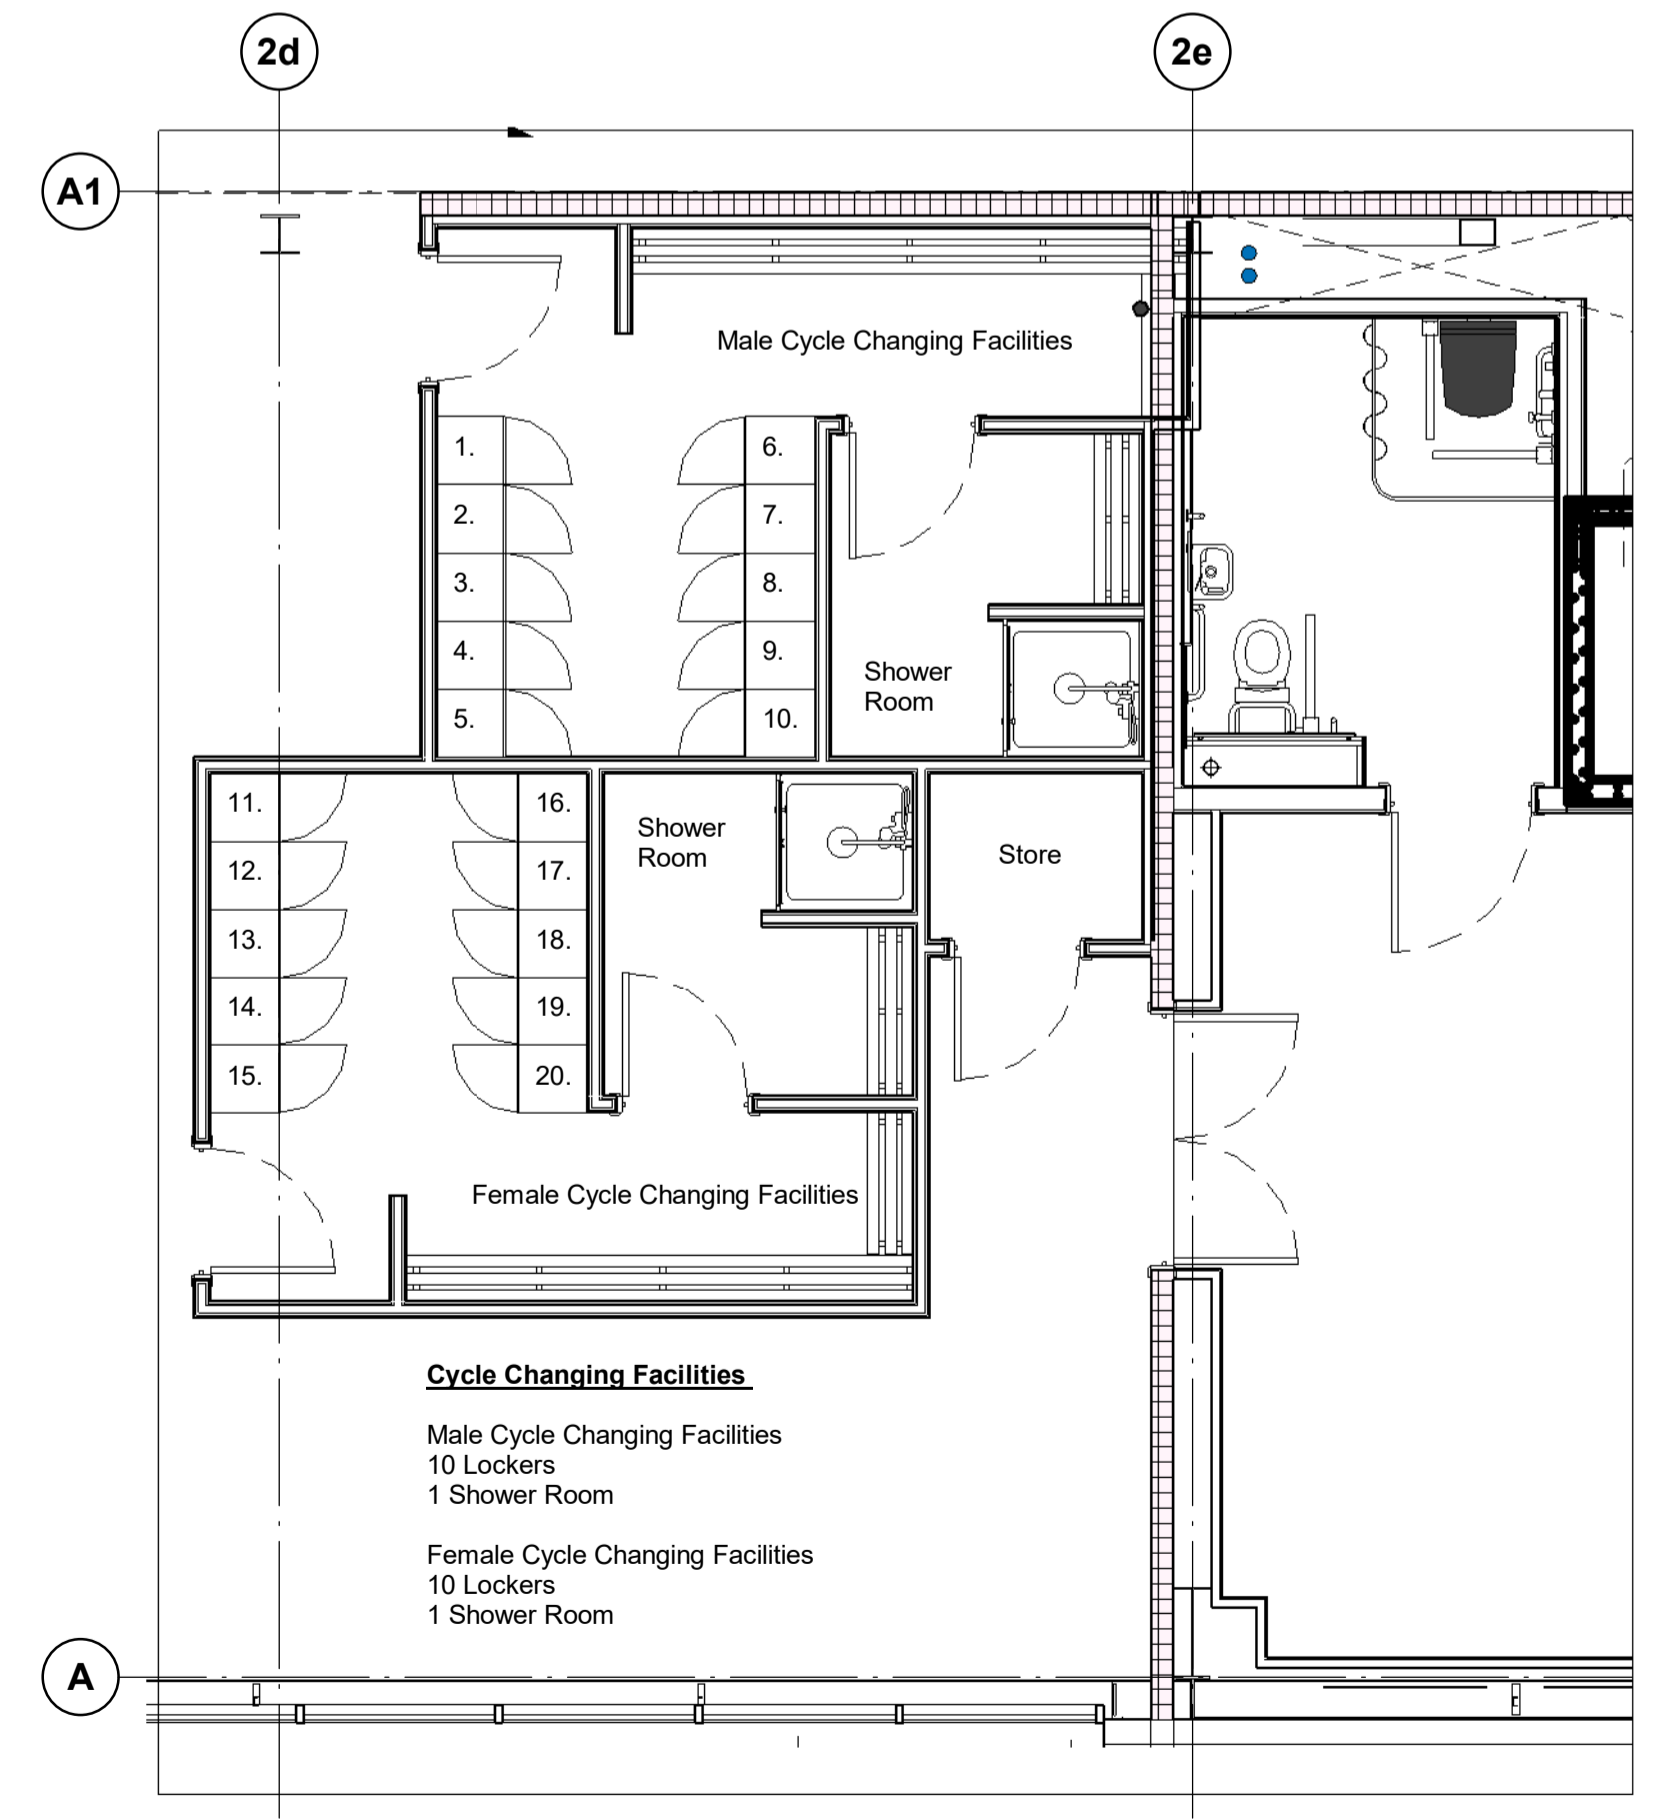 2d
2e
A1
Male Cycle Changing Facilities
1.
6.
2.
7.
3.
8.
4.
9.
5.
10.
Shower
Room
11.
16.
12.
17.
13.
18.
14.
19.
15.
20.
Shower
Room
Store
Female Cycle Changing Facilities
Cycle Changing Facilities
Male Cycle Changing Facilities
10 Lockers
1 Shower Room
Female Cycle Changing Facilities
10 Lockers
1 Shower Room
A